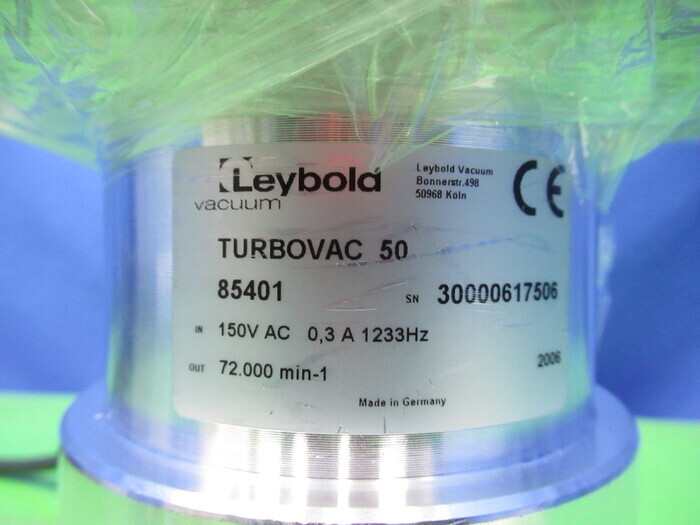 Leybold
vacuum
Leybold Vacuum
Bonnerstr.498
50968 Köln
CE
TURBOVAC 50
85401
SN 30000617506
IN 150V AC 0,3 A 1233Hz
OUT 72.000 min-1
2006
Made in Germany